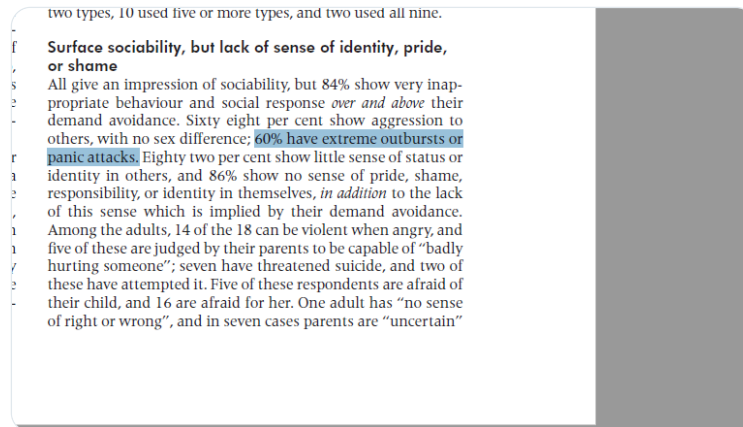 two types, 10 used five or more types, and two used all nine.
Surface sociability, but lack of sense of identity, pride,
or shame
All give an impression of sociability, but 84% show very inap-
propriate behaviour and social response over and above their
demand avoidance. Sixty eight per cent show aggression to
others, with no sex difference; 60% have extreme outbursts or
panic attacks. Eighty two per cent show little sense of status or
identity in others, and 86% show no sense of pride, shame,
responsibility, or identity in themselves, in addition to the lack
of this sense which is implied by their demand avoidance.
Among the adults, 14 of the 18 can be violent when angry, and
five of these are judged by their parents to be capable of “badly
hurting someone”; seven have threatened suicide, and two of
these have attempted it. Five of these respondents are afraid of
their child, and 16 are afraid for her. One adult has “no sense
of right or wrong”, and in seven cases parents are “uncertain”